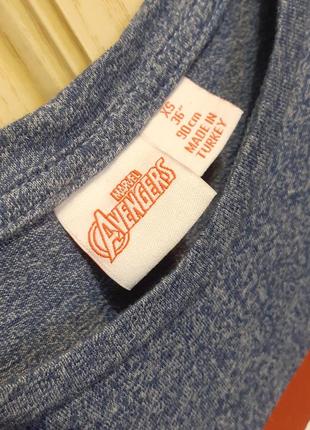 XS
36"
90cm
MADE IN
TURKEY
MARVEL
AVENGERS